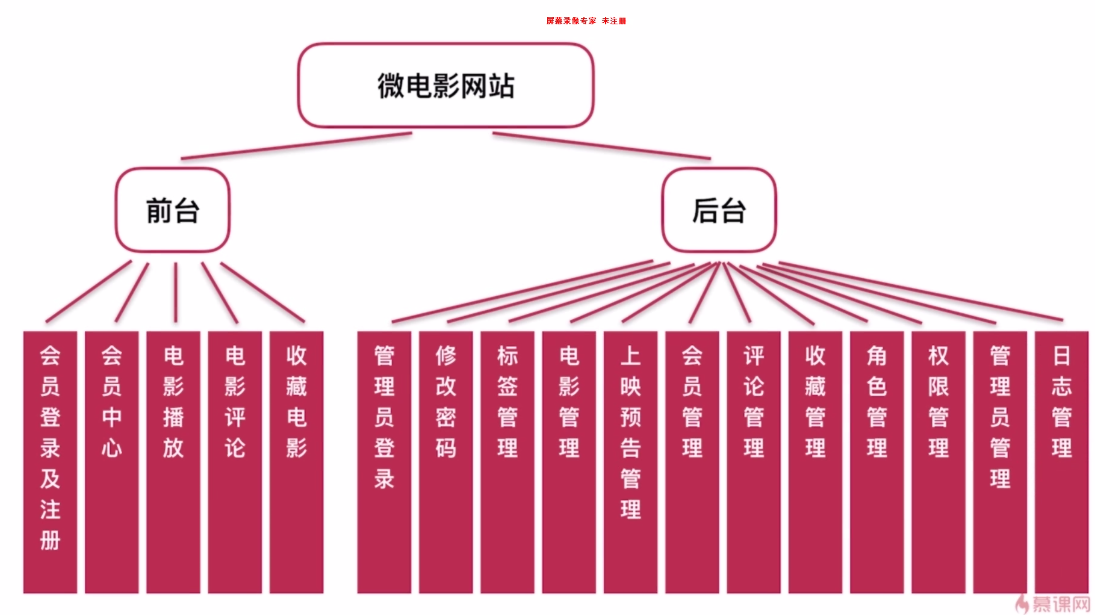 屏幕录像专家 未注册
微电影网站
前台
后台
会员登录及注册
会员中心
电影播放
电影评论
收藏电影
管理员登录
修改密码
标签管理
电影管理
上映预告管理
会员管理
评论管理
收藏管理
角色管理
权限管理
管理员管理
日志管理
慕课网